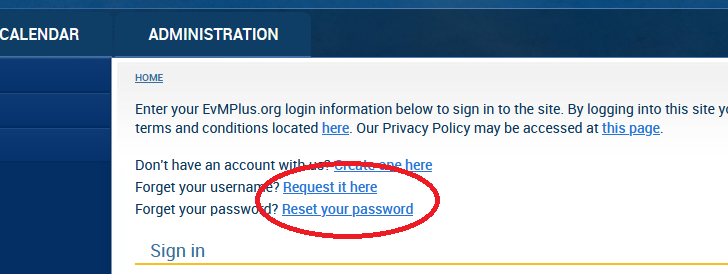 CALENDAR ADMINISTRATION
HOME
Enter your EvMPlus.org login information below to sign in to the site. By logging into this site yo
terms and conditions located here. Our Privacy Policy may be accessed at this page.
Don't have an account with us? Create one here
Forget your username? Request it here
Forget your password? Reset your password
Sign in